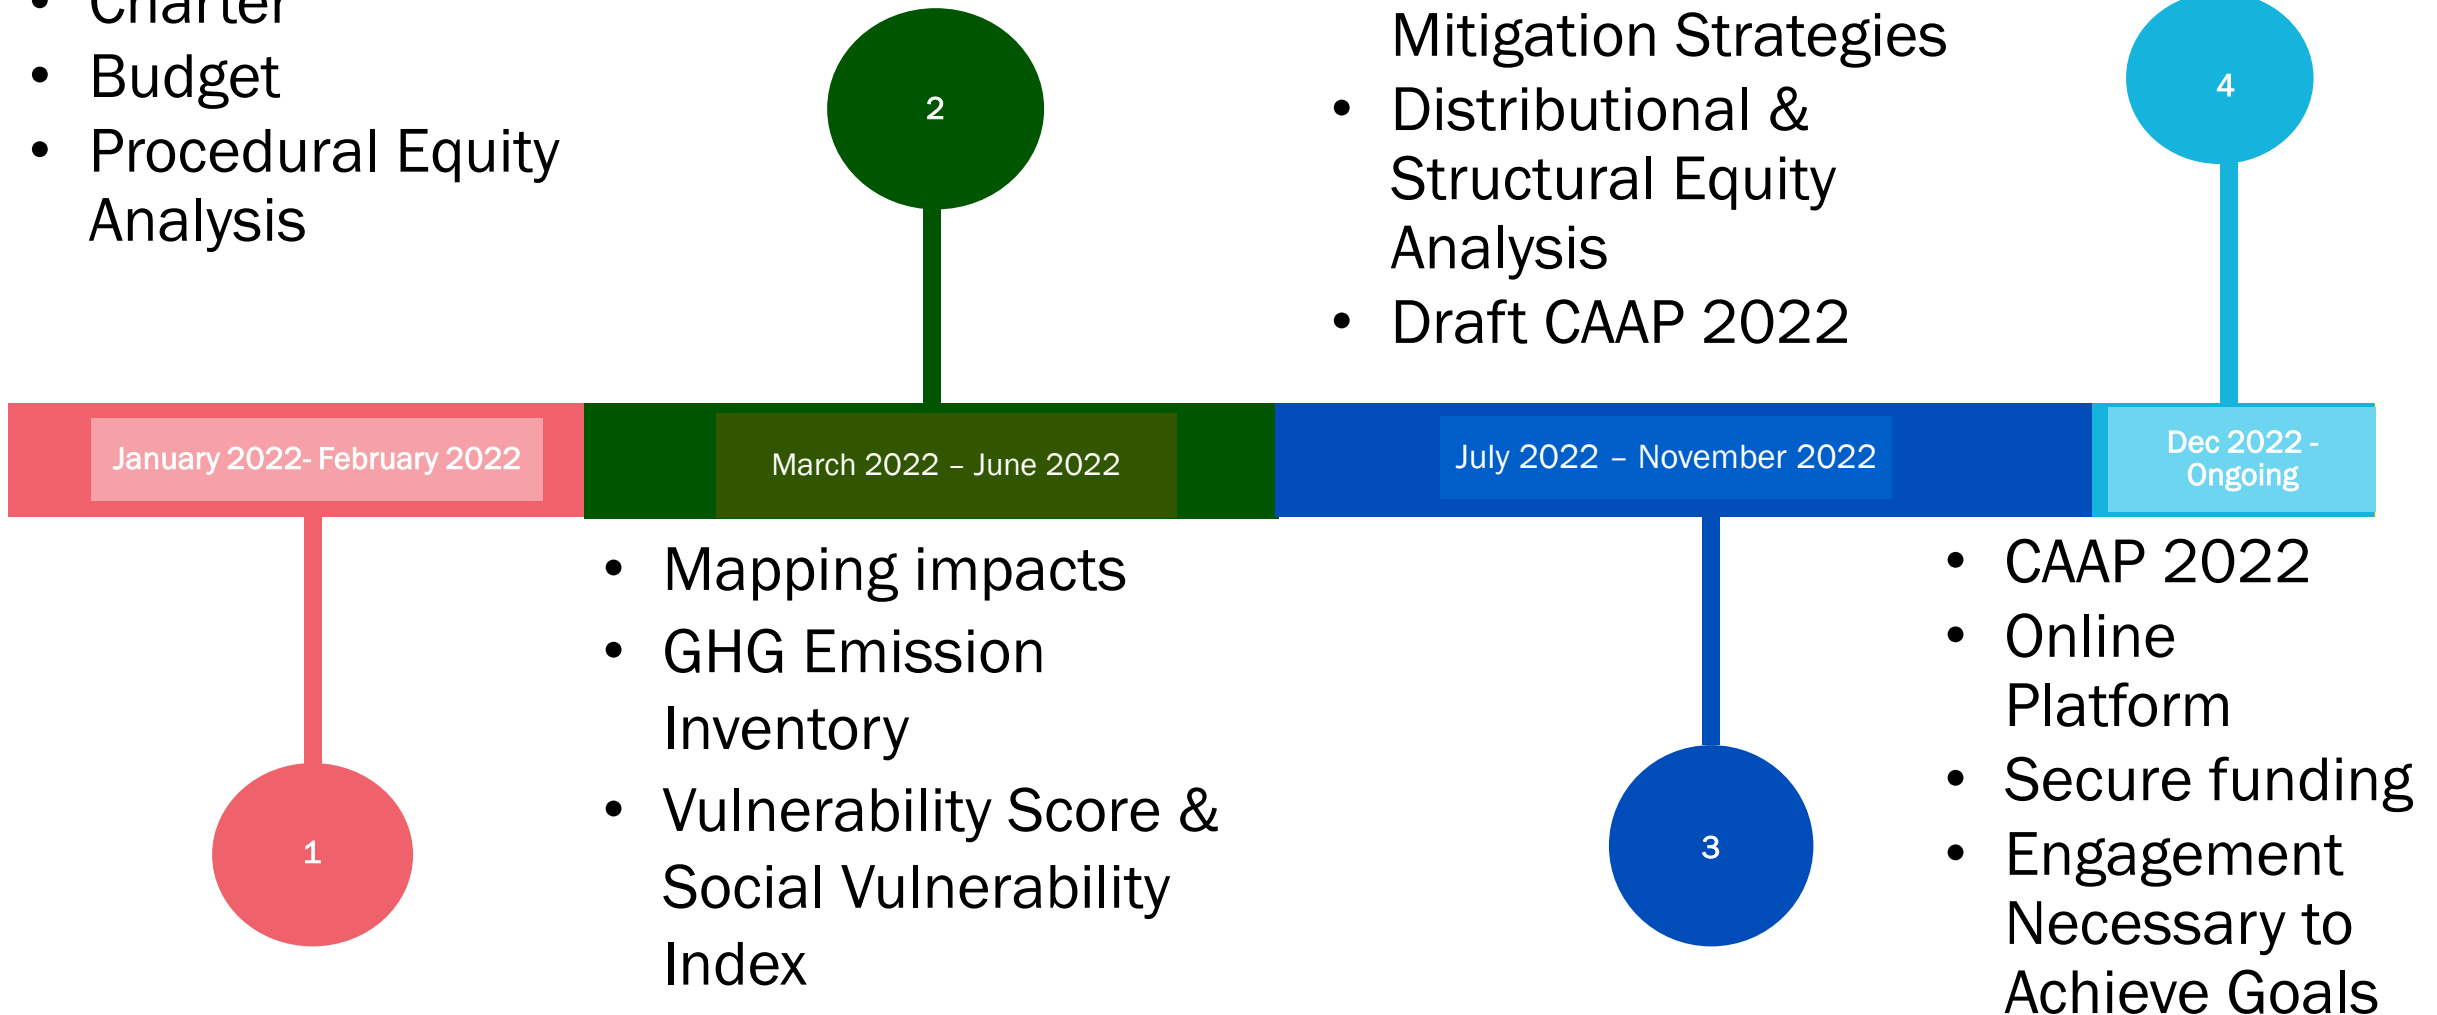 Charter
• Budget
• Procedural Equity
Analysis
2
Mitigation Strategies
• Distributional &
Structural Equity
Analysis
• Draft CAAP 2022
4
January 2022- February 2022
March 2022 – June 2022
July 2022 – November 2022
Dec 2022 -
Ongoing
1
• Mapping impacts
• GHG Emission
Inventory
• Vulnerability Score &
Social Vulnerability
Index
3
• CAAP 2022
• Online
Platform
• Secure funding
• Engagement
Necessary to
Achieve Goals